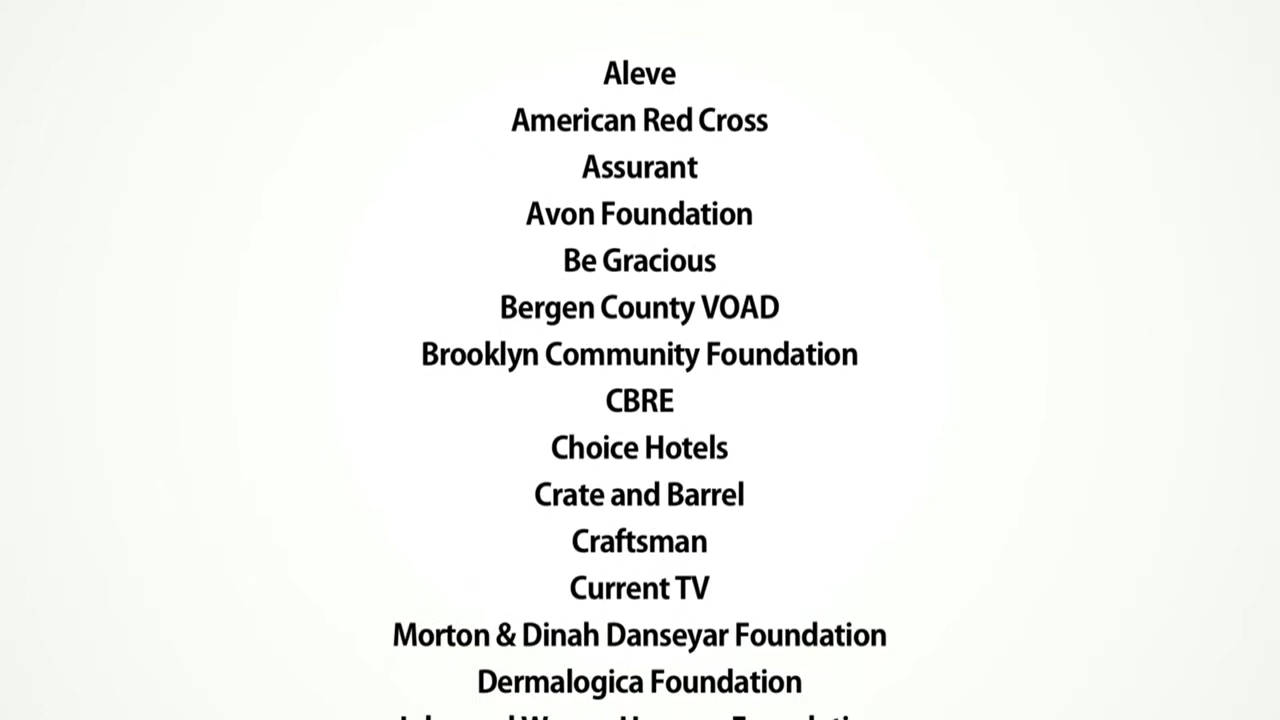 Aleve
American Red Cross
Assurant
Avon Foundation
Be Gracious
Bergen County VOAD
Brooklyn Community Foundation
CBRE
Choice Hotels
Crate and Barrel
Craftsman
Current TV
Morton & Dinah Danseyar Foundation
Dermalogica Foundation